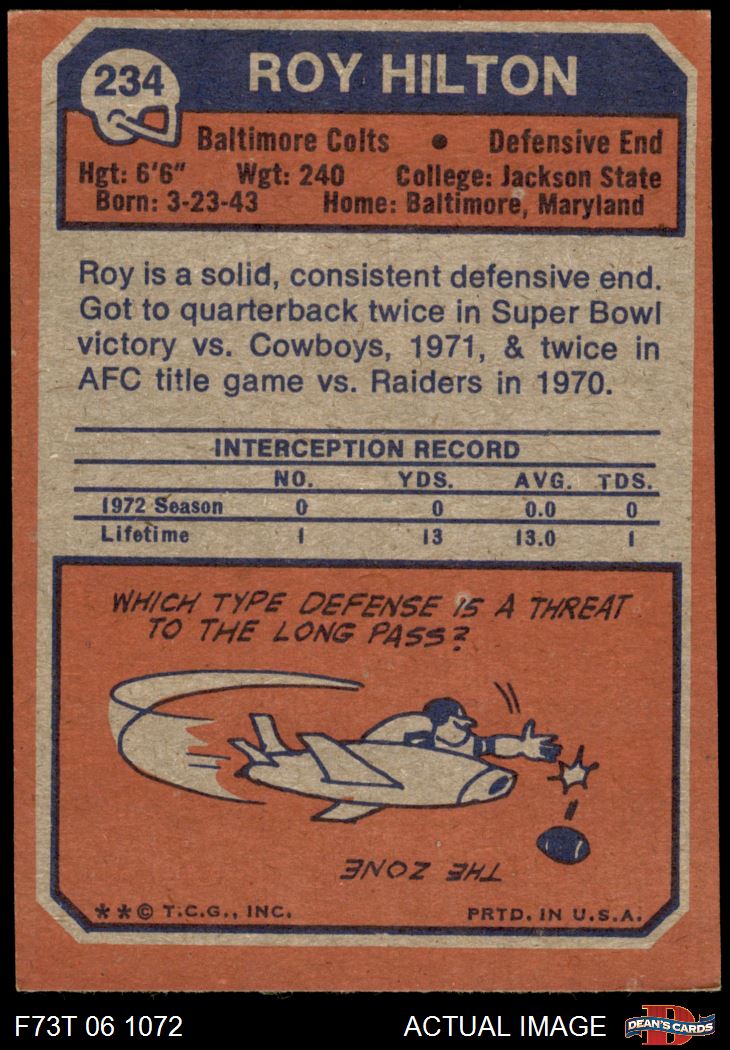 234
ROY HILTON
Baltimore Colts • Defensive End
Hgt: 6'6" Wgt: 240 College: Jackson State
Born: 3-23-43 Home: Baltimore, Maryland
Roy is a solid, consistent defensive end.
Got to quarterback twice in Super Bowl
victory vs. Cowboys, 1971, & twice in
AFC title game vs. Raiders in 1970.
INTERCEPTION RECORD
NO. YDS. AVG. TDS.
1972 Season 0 0 0.0 0
Lifetime 1 13 13.0 1
WHICH TYPE DEFENSE IS A THREAT
TO THE LONG PASS?
THE ZONE
**© T.C.G., INC. PRTD. IN U.S.A.
F73T 06 1072 ACTUAL IMAGE D DEAN'S CARDS